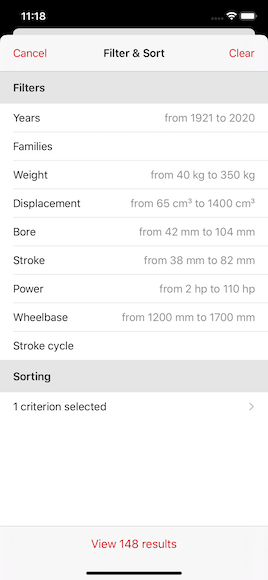 11:18
Cancel Filter & Sort Clear
Filters
Years from 1921 to 2020
Families
Weight from 40 kg to 350 kg
Displacement from 65 cm³ to 1400 cm³
Bore from 42 mm to 104 mm
Stroke from 38 mm to 82 mm
Power from 2 hp to 110 hp
Wheelbase from 1200 mm to 1700 mm
Stroke cycle
Sorting
1 criterion selected
View 148 results